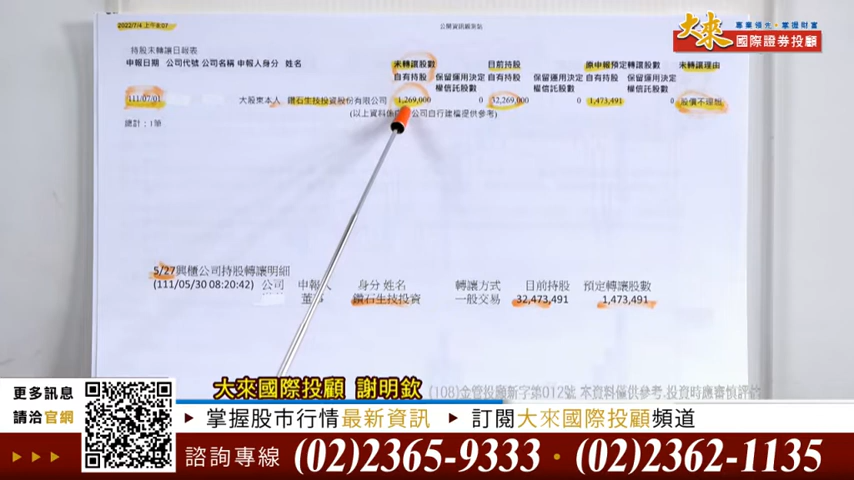 2022/7/4 上午8:07
公開資訊觀測站
大來
專業領先‧掌握財富
國際證券投顧
持股未轉讓日報表
申報日期 公司代號 公司名稱 申報人身分 姓名 未轉讓股數 目前持股 原申報預定轉讓股數 未轉讓理由
自有持股 保留運用決定權信託股數 自有持股 保留運用決定權信託股數 自有持股 保留運用決定權信託股數
111/07/01 大股東本人 鑽石生技投資股份有限公司 1,269,000 0 32,269,000 0 1,473,491 0 股價不理想
(以上資料係由 公司自行建檔提供參考)
總計：1筆
5/27興櫃公司持股轉讓明細
(111/05/30 08:20:42) 公司 申報人 身分 姓名 轉讓方式 目前持股 預定轉讓股數
董事 鑽石生技投資 一般交易 32,473,491 1,473,491
更多訊息
請洽官網
大來國際投顧 謝明欽
(108)金管投顧新字第012號 本資料僅供參考,投資時應審慎評估
掌握股市行情最新資訊 訂閱大來國際投顧頻道
諮詢專線 (02)2365-9333‧(02)2362-1135